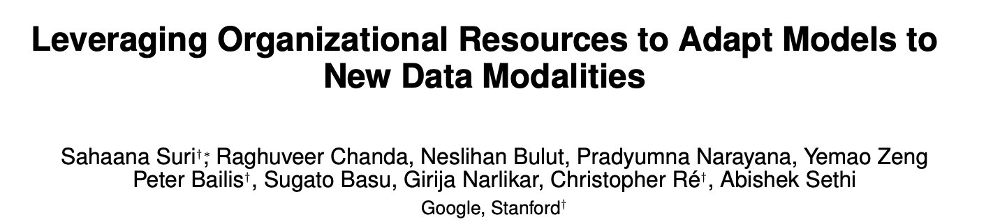 Leveraging Organizational Resources to Adapt Models to
New Data Modalities
Sahaana Suri†∗, Raghuveer Chanda, Neslihan Bulut, Pradyumna Narayana, Yemao Zeng
Peter Bailis†, Sugato Basu, Girija Narlikar, Christopher Ré†, Abishek Sethi
Google, Stanford†